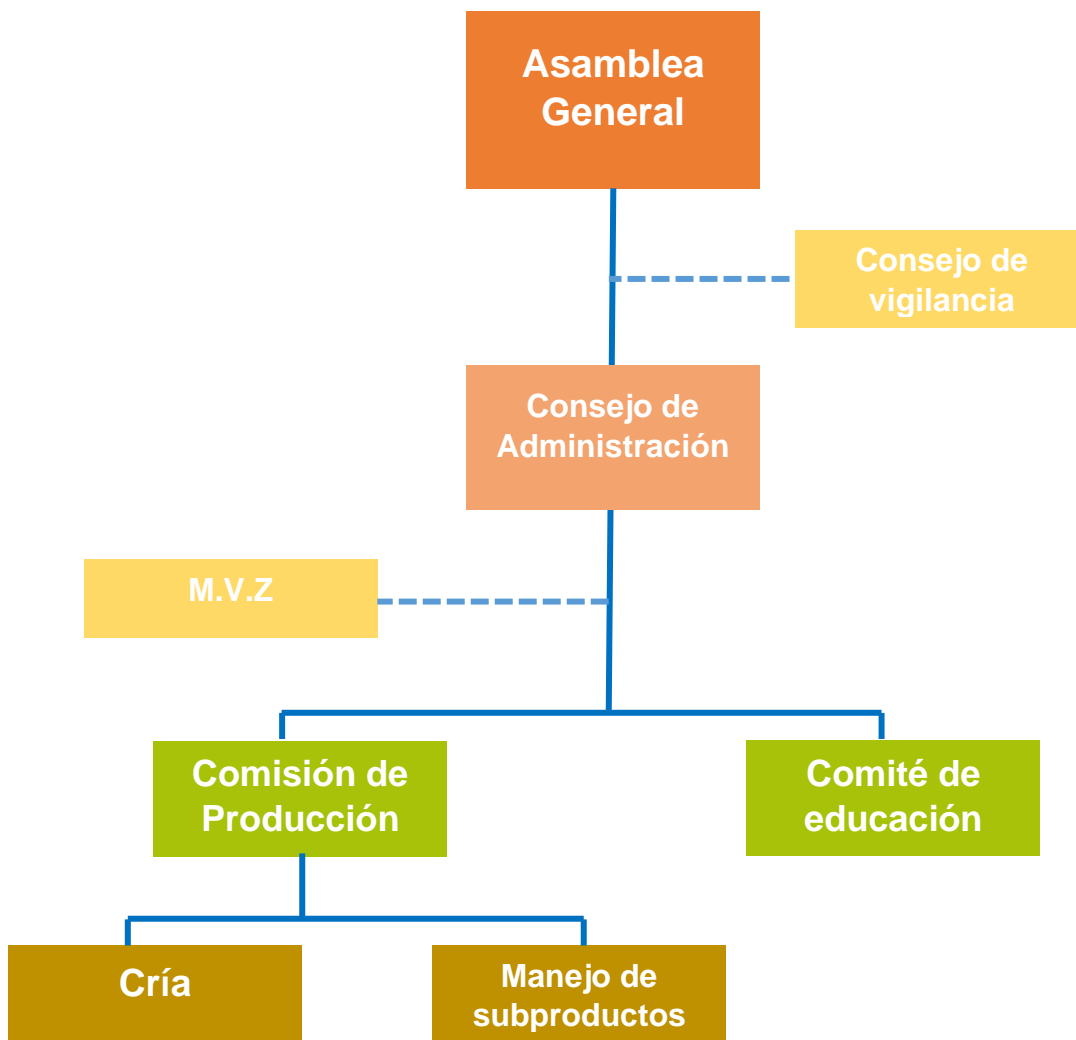 Asamblea
General
Consejo de
vigilancia
Consejo de
Administración
M.V.Z
Comisión de
Producción
Comité de
educación
Cría
Manejo de
subproductos